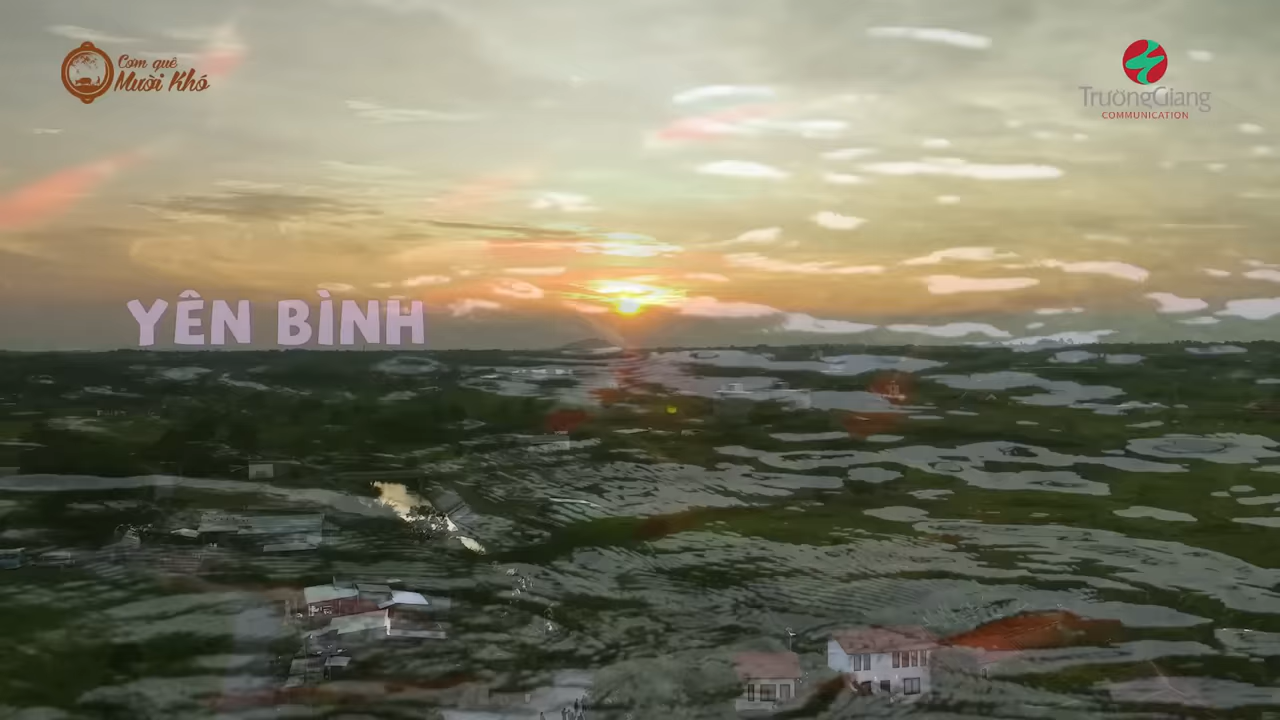 Cơm quê
Mười Khó
TrườngGiang
COMMUNICATION
YÊN BÌNH